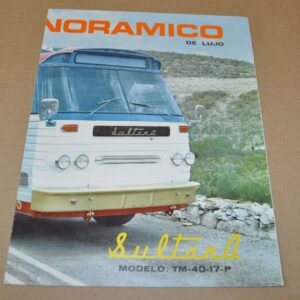 NORAMICO
DE LUJO
Sultana
Sultana
MODELO: TM-40-17-P